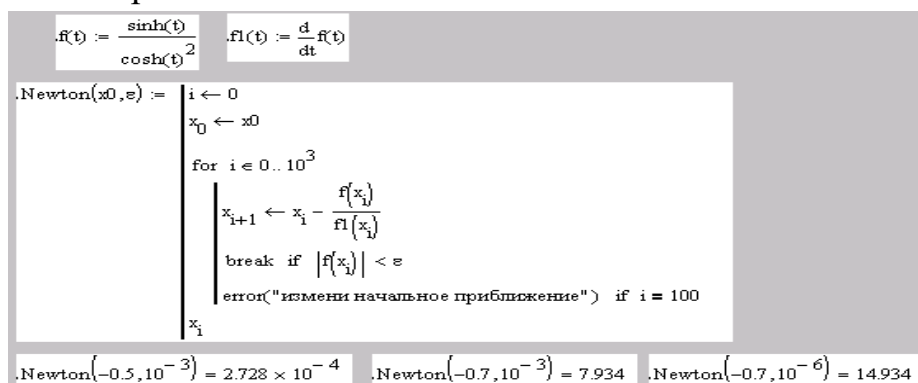 .f(t) := sinh(t) / cosh(t)^2    .f1(t) := d/dt f(t)
.Newton(x0,ε) := | i ← 0
x_0 ← x0
for i ∈ 0.. 10^3
x_{i+1} ← x_i − f(x_i) / f1(x_i)
break if |f(x_i)| < ε
error("измени начальное приближение") if i = 100
x_i
.Newton(−0.5,10^{−3}) = 2.728 × 10^{−4}    .Newton(−0.7,10^{−3}) = 7.934    .Newton(−0.7,10^{−6}) = 14.934